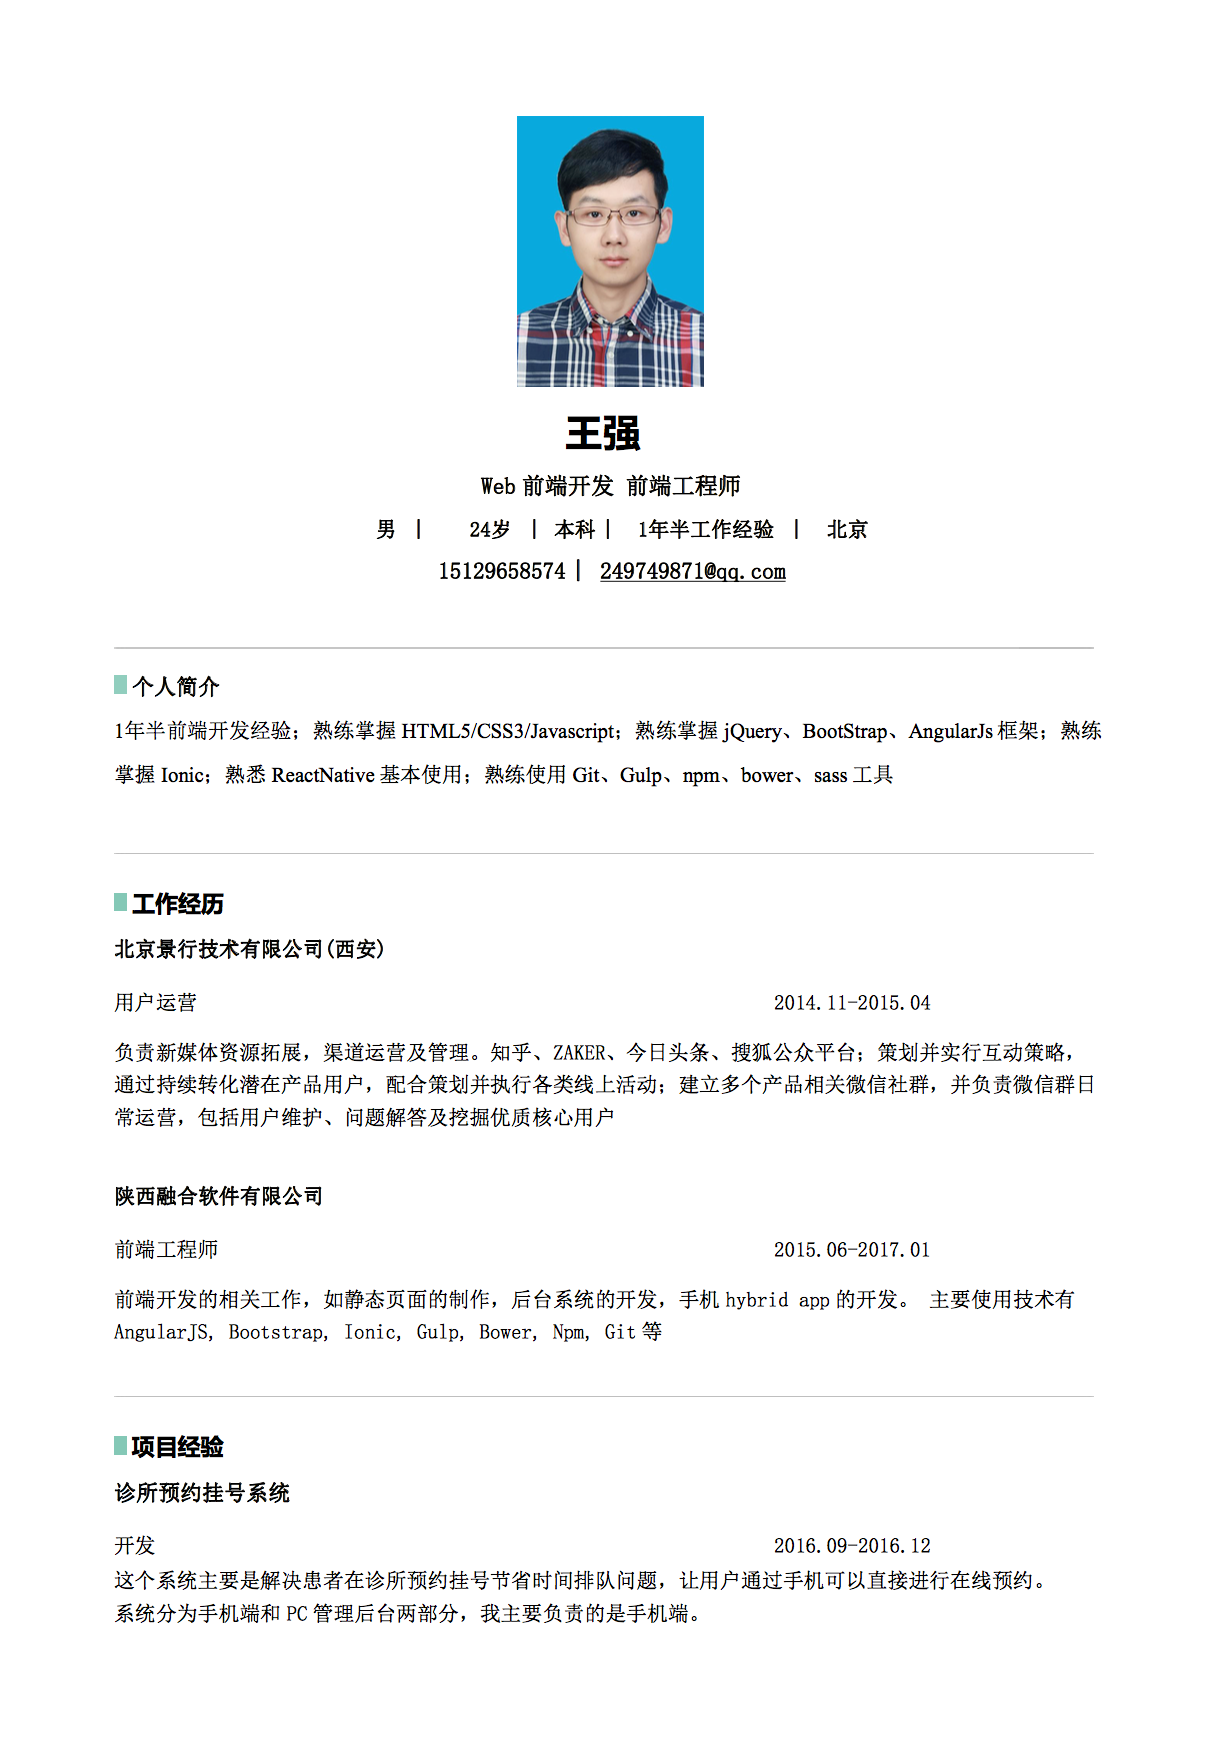 王强
Web 前端开发 前端工程师
男 | 24岁 | 本科 | 1年半工作经验 | 北京
15129658574 | 249749871@qq.com
个人简介
1年半前端开发经验；熟练掌握 HTML5/CSS3/Javascript；熟练掌握 jQuery、BootStrap、AngularJs 框架；熟练
掌握 Ionic；熟悉 ReactNative 基本使用；熟练使用 Git、Gulp、npm、bower、sass 工具
工作经历
北京景行技术有限公司(西安)
用户运营 2014.11-2015.04
负责新媒体资源拓展，渠道运营及管理。知乎、ZAKER、今日头条、搜狐公众平台；策划并实行互动策略，
通过持续转化潜在产品用户，配合策划并执行各类线上活动；建立多个产品相关微信社群，并负责微信群日
常运营，包括用户维护、问题解答及挖掘优质核心用户
陕西融合软件有限公司
前端工程师 2015.06-2017.01
前端开发的相关工作，如静态页面的制作，后台系统的开发，手机 hybrid app 的开发。 主要使用技术有
AngularJS, Bootstrap, Ionic, Gulp, Bower, Npm, Git 等
项目经验
诊所预约挂号系统
开发 2016.09-2016.12
这个系统主要是解决患者在诊所预约挂号节省时间排队问题，让用户通过手机可以直接进行在线预约。
系统分为手机端和 PC 管理后台两部分，我主要负责的是手机端。